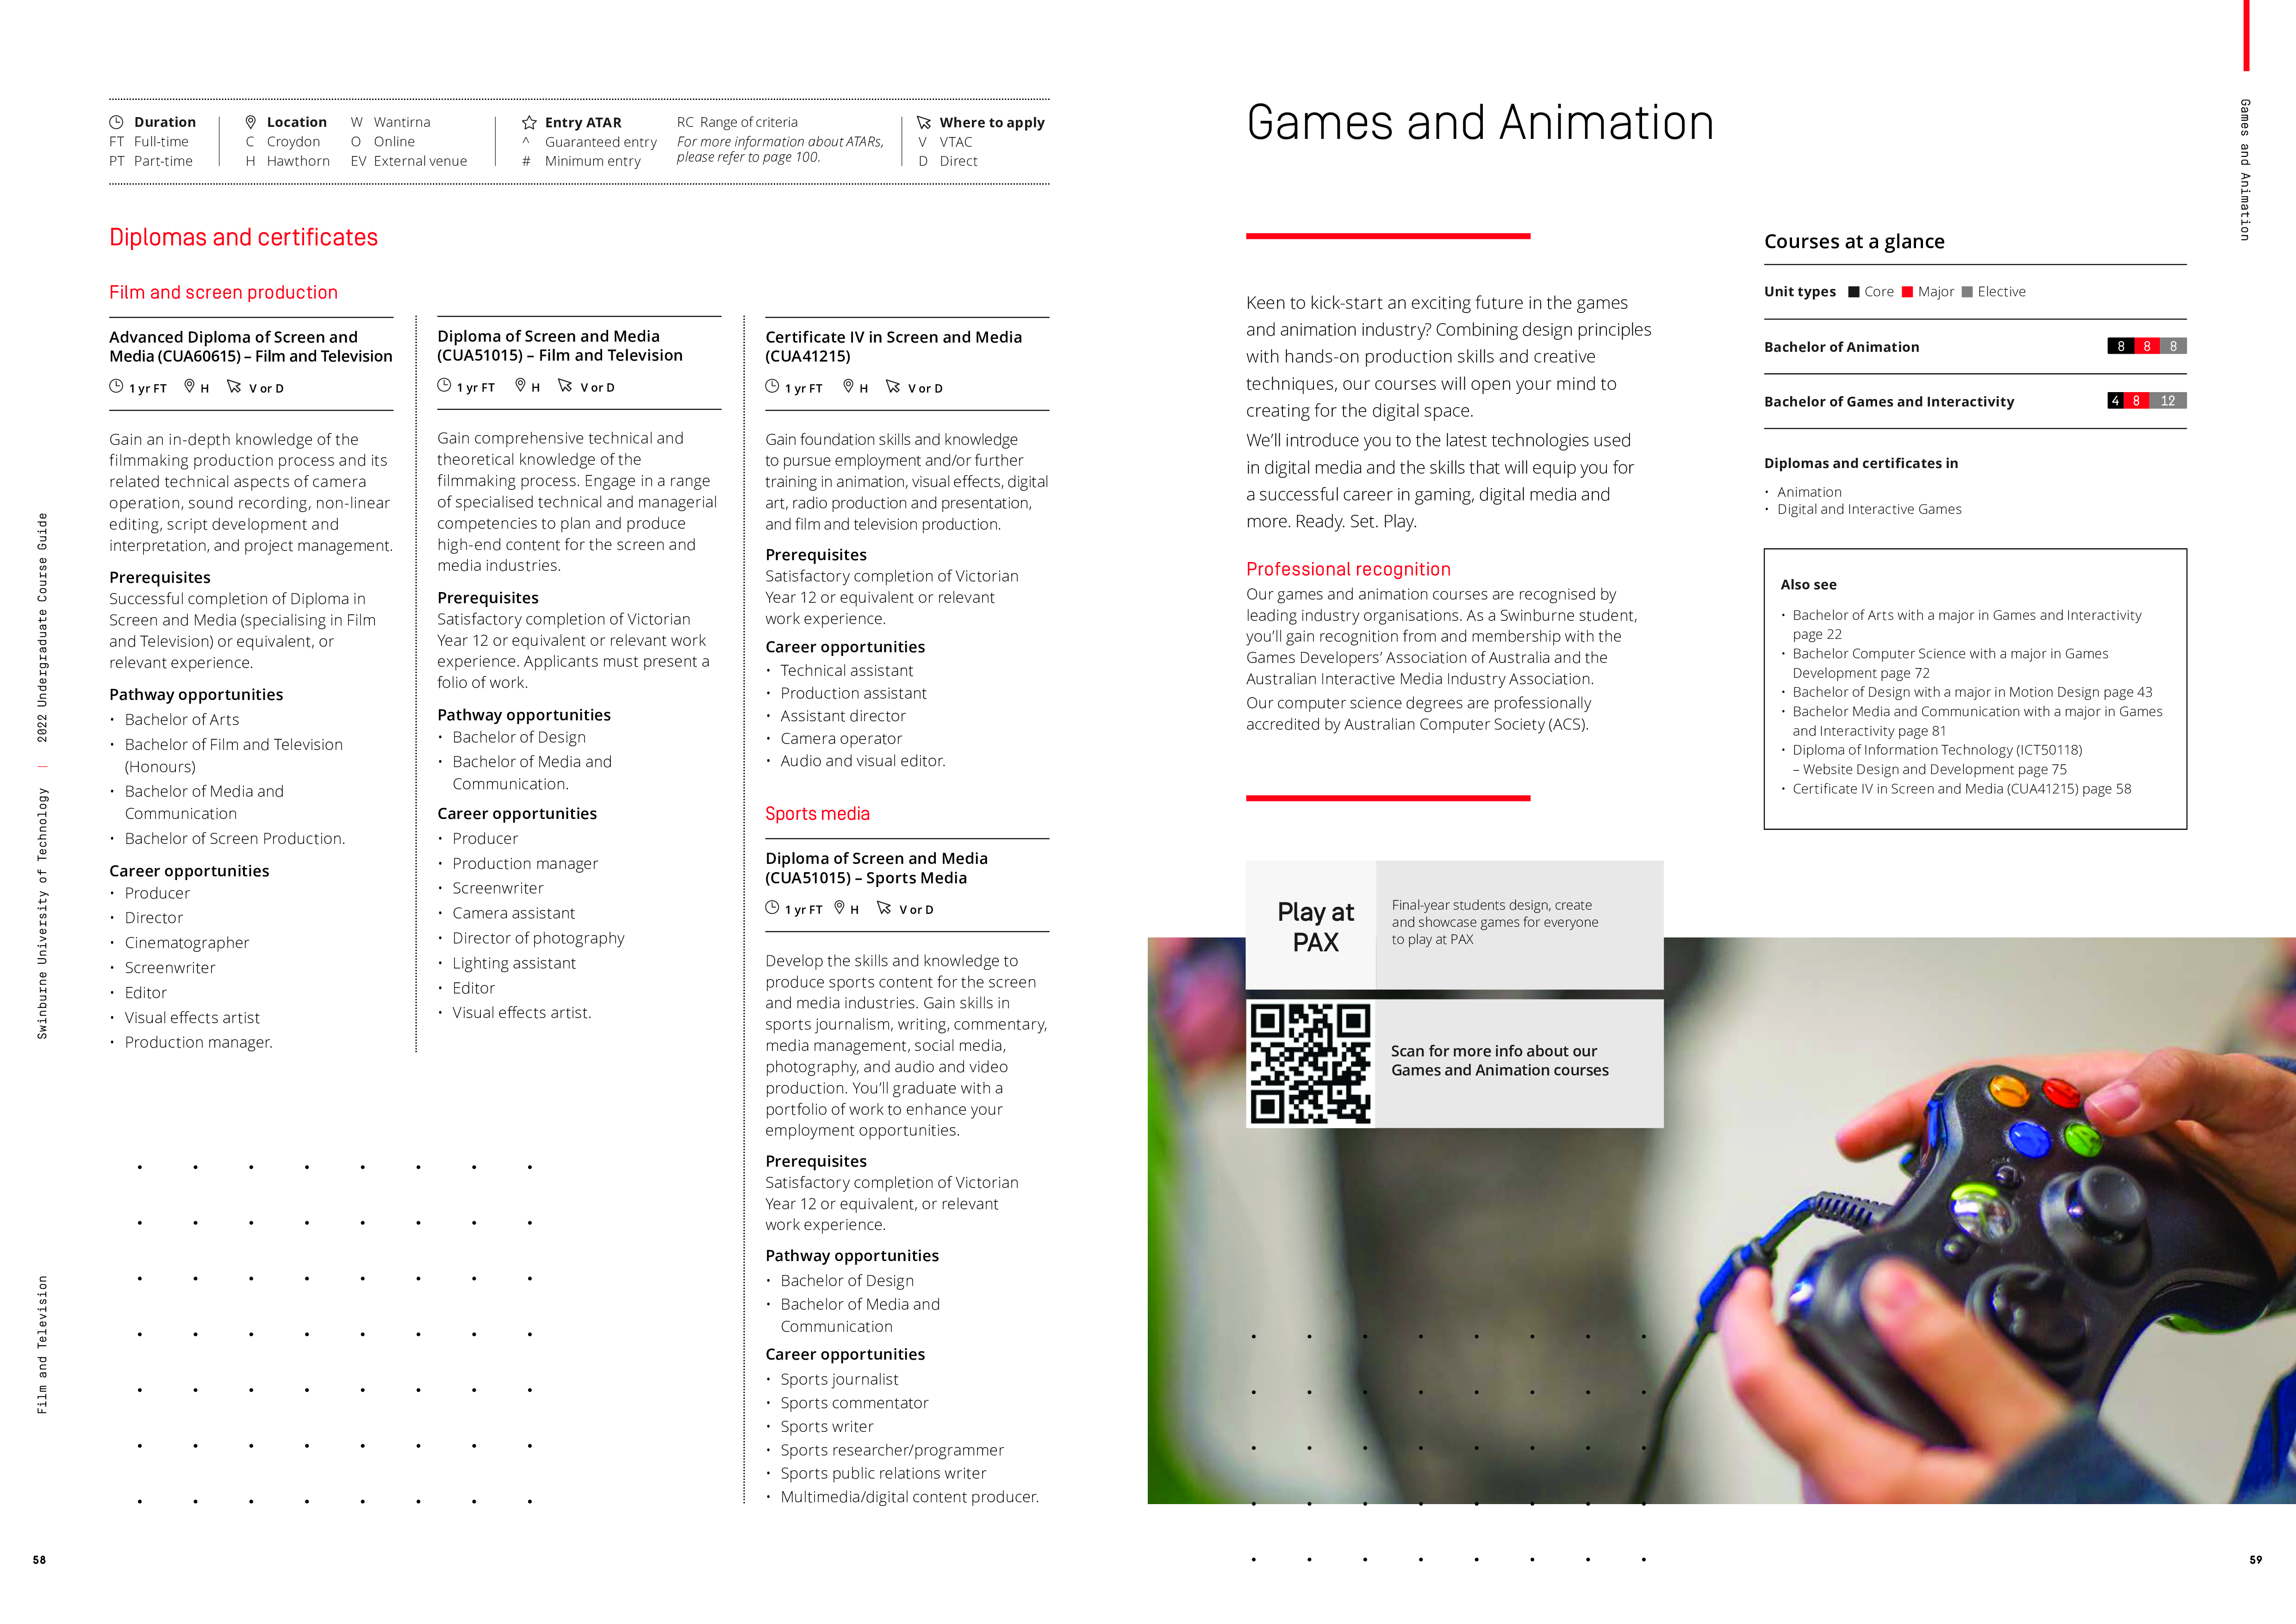 Duration
FT Full-time
PT Part-time
Location
C Croydon
H Hawthorn
W Wantirna
O Online
EV External venue
Entry ATAR
^ Guaranteed entry
# Minimum entry
RC Range of criteria
For more information about ATARs,
please refer to page 100.
Where to apply
V VTAC
D Direct
Diplomas and certificates
Film and screen production
Advanced Diploma of Screen and
Media (CUA60615) – Film and Television
1 yr FT H V or D
Gain an in-depth knowledge of the
filmmaking production process and its
related technical aspects of camera
operation, sound recording, non-linear
editing, script development and
interpretation, and project management.
Prerequisites
Successful completion of Diploma in
Screen and Media (specialising in Film
and Television) or equivalent, or
relevant experience.
Pathway opportunities
• Bachelor of Arts
• Bachelor of Film and Television
(Honours)
• Bachelor of Media and
Communication
• Bachelor of Screen Production.
Career opportunities
• Producer
• Director
• Cinematographer
• Screenwriter
• Editor
• Visual effects artist
• Production manager.
Diploma of Screen and Media
(CUA51015) – Film and Television
1 yr FT H V or D
Gain comprehensive technical and
theoretical knowledge of the
filmmaking process. Engage in a range
of specialised technical and managerial
competencies to plan and produce
high-end content for the screen and
media industries.
Prerequisites
Satisfactory completion of Victorian
Year 12 or equivalent or relevant work
experience. Applicants must present a
folio of work.
Pathway opportunities
• Bachelor of Design
• Bachelor of Media and
Communication.
Career opportunities
• Producer
• Production manager
• Screenwriter
• Camera assistant
• Director of photography
• Lighting assistant
• Editor
• Visual effects artist.
Certificate IV in Screen and Media
(CUA41215)
1 yr FT H V or D
Gain foundation skills and knowledge
to pursue employment and/or further
training in animation, visual effects, digital
art, radio production and presentation,
and film and television production.
Prerequisites
Satisfactory completion of Victorian
Year 12 or equivalent or relevant
work experience.
Career opportunities
• Technical assistant
• Production assistant
• Assistant director
• Camera operator
• Audio and visual editor.
Sports media
Diploma of Screen and Media
(CUA51015) – Sports Media
1 yr FT H V or D
Develop the skills and knowledge to
produce sports content for the screen
and media industries. Gain skills in
sports journalism, writing, commentary,
media management, social media,
photography, and audio and video
production. You’ll graduate with a
portfolio of work to enhance your
employment opportunities.
Prerequisites
Satisfactory completion of Victorian
Year 12 or equivalent, or relevant
work experience.
Pathway opportunities
• Bachelor of Design
• Bachelor of Media and
Communication
Career opportunities
• Sports journalist
• Sports commentator
• Sports writer
• Sports researcher/programmer
• Sports public relations writer
• Multimedia/digital content producer.
Swinburne University of Technology | 2022 Undergraduate Course Guide
Film and Television
58
Games and Animation
Keen to kick-start an exciting future in the games
and animation industry? Combining design principles
with hands-on production skills and creative
techniques, our courses will open your mind to
creating for the digital space.
We’ll introduce you to the latest technologies used
in digital media and the skills that will equip you for
a successful career in gaming, digital media and
more. Ready. Set. Play.
Professional recognition
Our games and animation courses are recognised by
leading industry organisations. As a Swinburne student,
you’ll gain recognition from and membership with the
Games Developers’ Association of Australia and the
Australian Interactive Media Industry Association.
Our computer science degrees are professionally
accredited by Australian Computer Society (ACS).
Play at
PAX
Final-year students design, create
and showcase games for everyone
to play at PAX
Scan for more info about our
Games and Animation courses
Courses at a glance
Unit types Core Major Elective
Bachelor of Animation 8 8 8
Bachelor of Games and Interactivity 4 8 12
Diplomas and certificates in
• Animation
• Digital and Interactive Games
Also see
• Bachelor of Arts with a major in Games and Interactivity
page 22
• Bachelor Computer Science with a major in Games
Development page 72
• Bachelor of Design with a major in Motion Design page 43
• Bachelor Media and Communication with a major in Games
and Interactivity page 81
• Diploma of Information Technology (ICT50118)
– Website Design and Development page 75
• Certificate IV in Screen and Media (CUA41215) page 58
Games and Animation
59